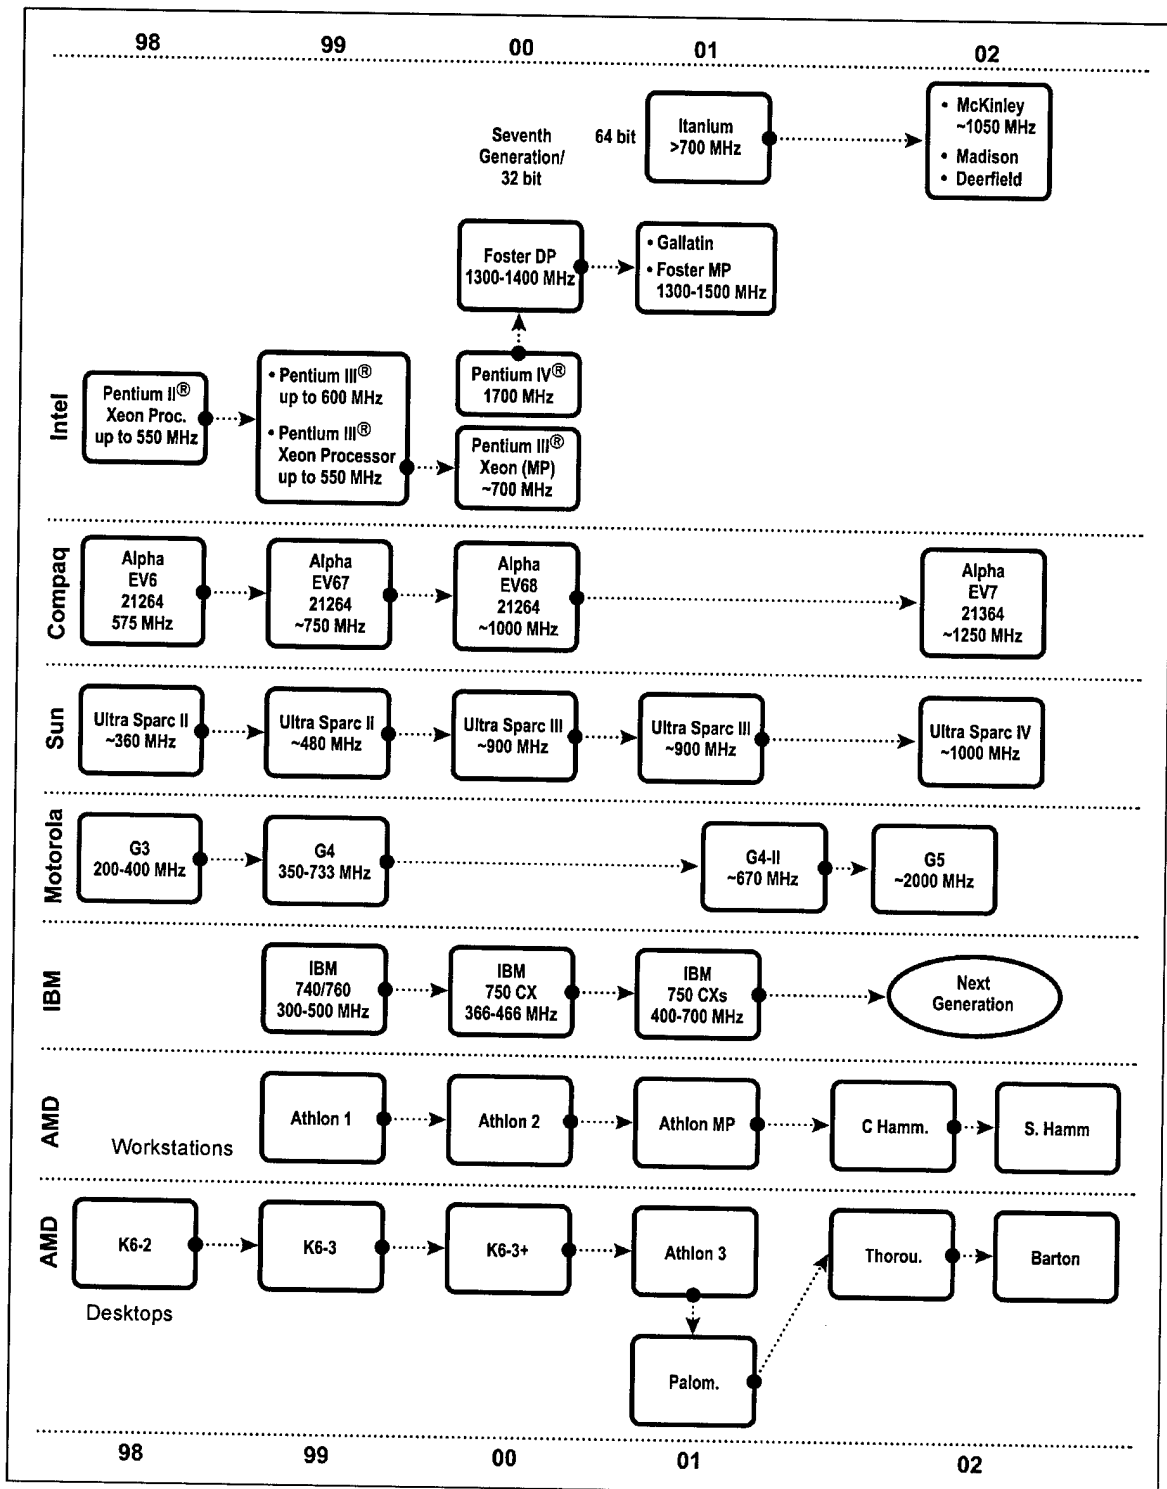 98 99 00 01 02
Seventh
Generation/
32 bit
64 bit
Itanium
>700 MHz
• McKinley
~1050 MHz
• Madison
• Deerfield
Foster DP
1300-1400 MHz
• Gallatin
• Foster MP
1300-1500 MHz
Intel
Pentium II®
Xeon Proc.
up to 550 MHz
• Pentium III®
up to 600 MHz
• Pentium III®
Xeon Processor
up to 550 MHz
Pentium IV®
1700 MHz
Pentium III®
Xeon (MP)
~700 MHz
Compaq
Alpha
EV6
21264
575 MHz
Alpha
EV67
21264
~750 MHz
Alpha
EV68
21264
~1000 MHz
Alpha
EV7
21364
~1250 MHz
Sun
Ultra Sparc II
~360 MHz
Ultra Sparc II
~480 MHz
Ultra Sparc III
~900 MHz
Ultra Sparc III
~900 MHz
Ultra Sparc IV
~1000 MHz
Motorola
G3
200-400 MHz
G4
350-733 MHz
G4-II
~670 MHz
G5
~2000 MHz
IBM
IBM
740/760
300-500 MHz
IBM
750 CX
366-466 MHz
IBM
750 CXs
400-700 MHz
Next
Generation
AMD
Workstations
Athlon 1
Athlon 2
Athlon MP
C Hamm.
S. Hamm
AMD
Desktops
K6-2
K6-3
K6-3+
Athlon 3
Palom.
Thorou.
Barton
98 99 00 01 02